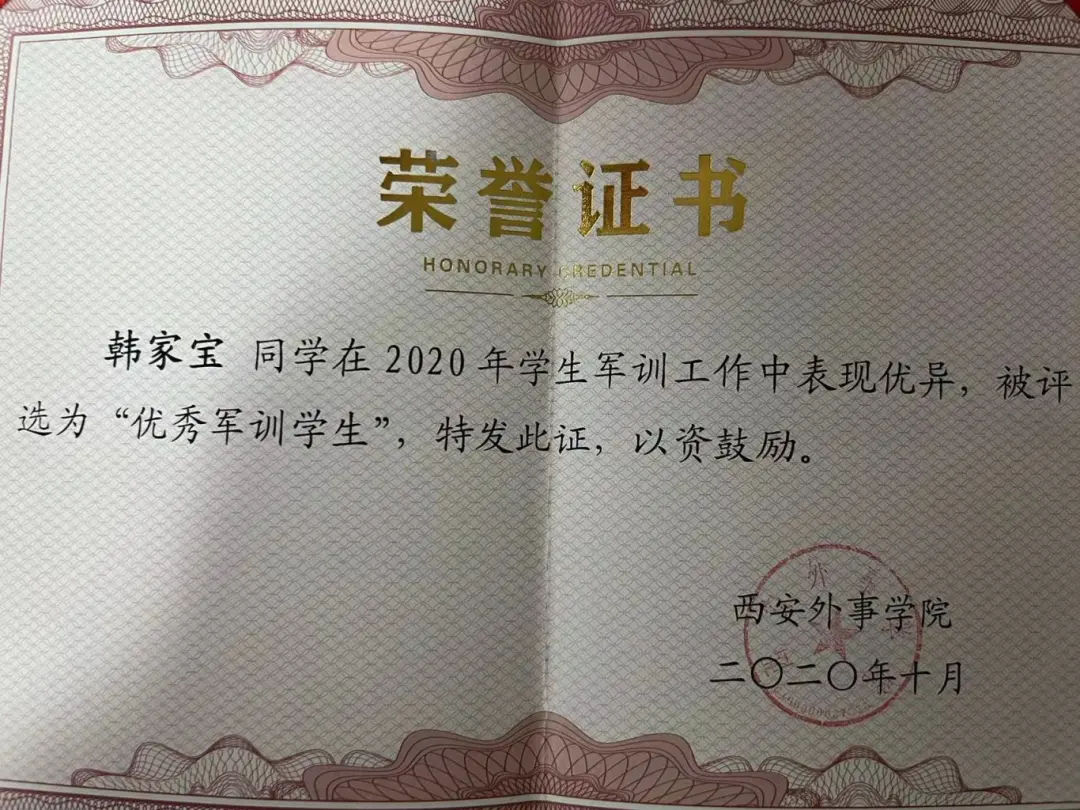 荣誉证书
HONORARY CREDENTIAL
韩家宝 同学在 2020 年学生军训工作中表现优异，被评
选为“优秀军训学生”，特发此证，以资鼓励。
西安外事学院
二〇二〇年十月